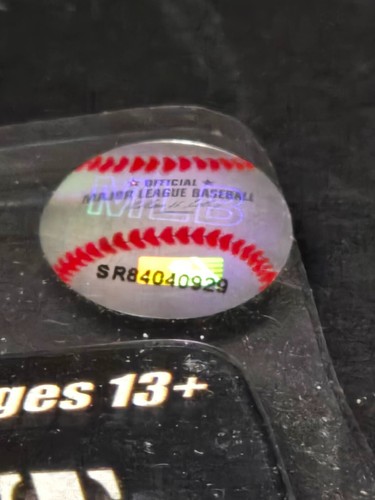 ★ OFFICIAL ★
MAJOR LEAGUE BASEBALL
MLB
SR84040929
ges 13+